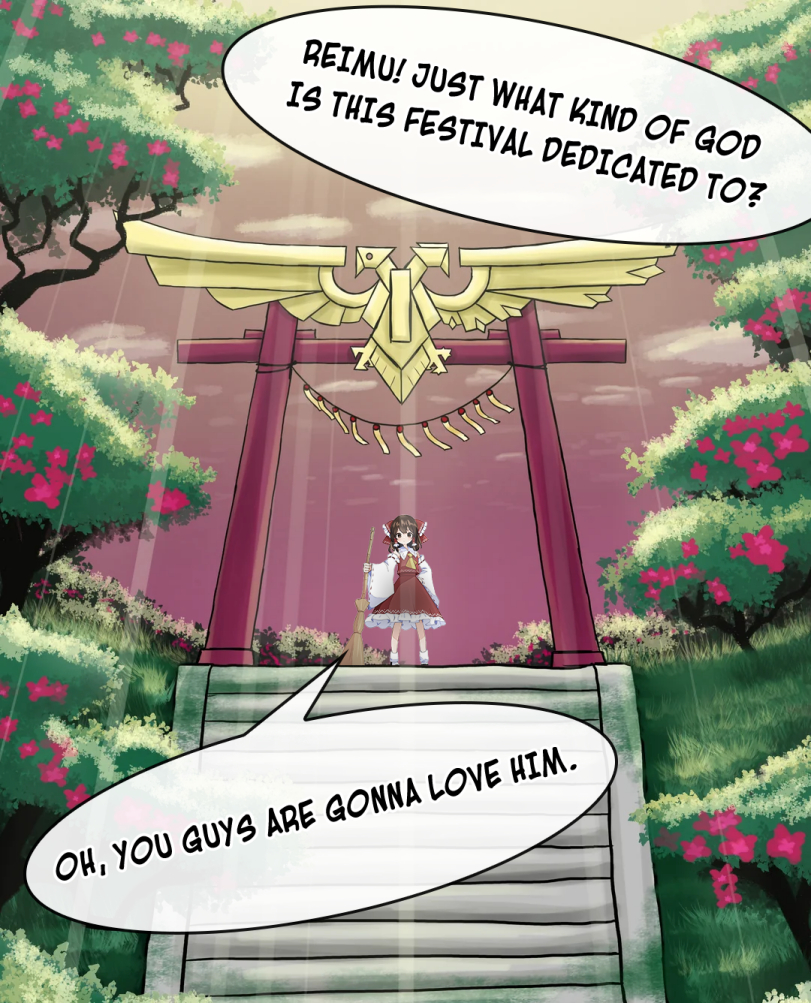 REIMU! JUST WHAT KIND OF GOD
IS THIS FESTIVAL DEDICATED TO?
OH, YOU GUYS ARE GONNA LOVE HIM.